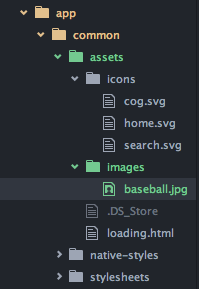 app
common
assets
icons
cog.svg
home.svg
search.svg
images
baseball.jpg
.DS_Store
loading.html
native-styles
stylesheets